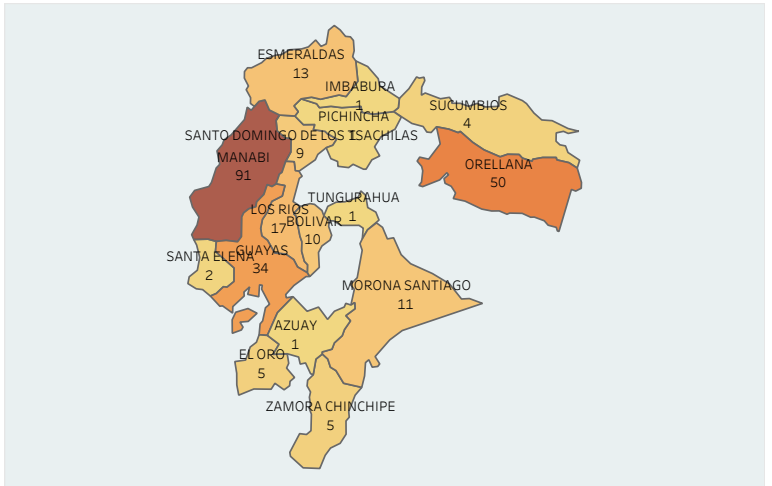 ESMERALDAS
13
IMBABURA
1
SUCUMBIOS
4
PICHINCHA
1
SANTO DOMINGO DE LOS TSACHILAS
9
MANABI
91
ORELLANA
50
TUNGURAHUA
1
LOS RIOS
17
BOLIVAR
10
SANTA ELENA
2
GUAYAS
34
MORONA SANTIAGO
11
AZUAY
1
EL ORO
5
ZAMORA CHINCHIPE
5